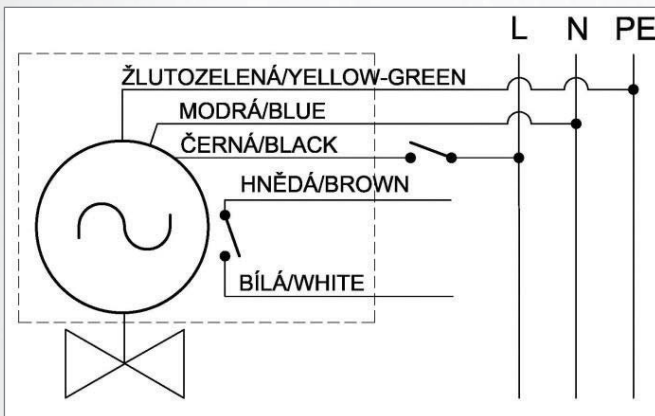 L N PE
ŽLUTOZELENÁ/YELLOW-GREEN
MODRÁ/BLUE
ČERNÁ/BLACK
HNĚDÁ/BROWN
BÍLÁ/WHITE